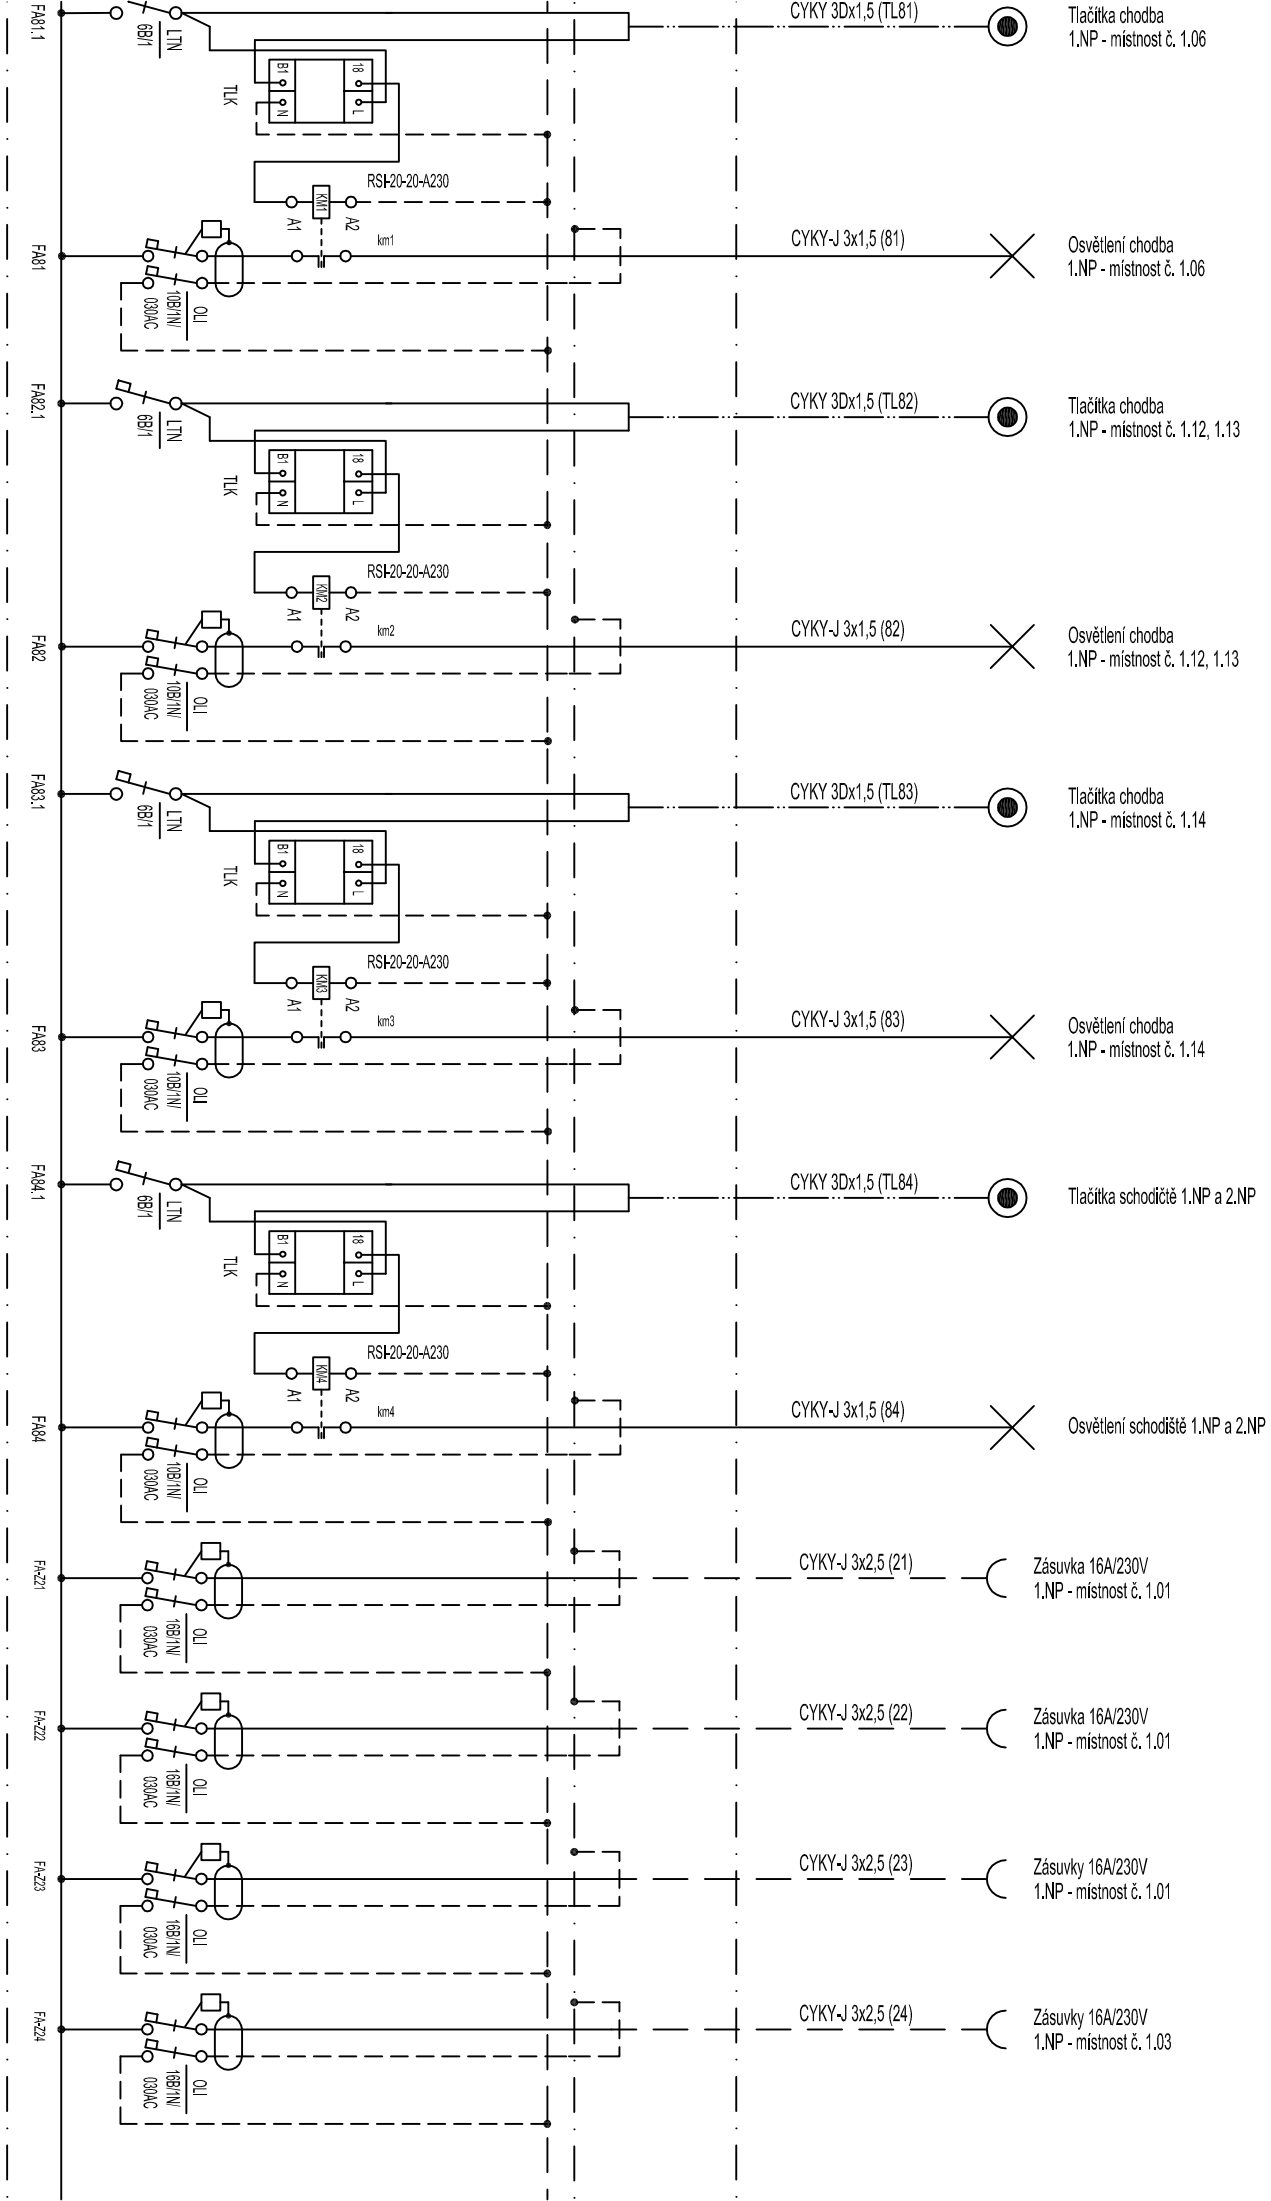 FA81.1
LTN
6B/1
CYKY 3Dx1,5 (TL81)
Tlačítka chodba
1.NP - místnost č. 1.06
TLK
B1
N
18
L
RSI-20-20-A230
A1
KM1
A2
km1
FA81
OLI
10B/1N/
030AC
CYKY-J 3x1,5 (81)
Osvětlení chodba
1.NP - místnost č. 1.06
FA82.1
LTN
6B/1
CYKY 3Dx1,5 (TL82)
Tlačítka chodba
1.NP - místnost č. 1.12, 1.13
TLK
B1
N
18
L
RSI-20-20-A230
A1
KM2
A2
km2
FA82
OLI
10B/1N/
030AC
CYKY-J 3x1,5 (82)
Osvětlení chodba
1.NP - místnost č. 1.12, 1.13
FA83.1
LTN
6B/1
CYKY 3Dx1,5 (TL83)
Tlačítka chodba
1.NP - místnost č. 1.14
TLK
B1
N
18
L
RSI-20-20-A230
A1
KM3
A2
km3
FA83
OLI
10B/1N/
030AC
CYKY-J 3x1,5 (83)
Osvětlení chodba
1.NP - místnost č. 1.14
FA84.1
LTN
6B/1
CYKY 3Dx1,5 (TL84)
Tlačítka schodičtě 1.NP a 2.NP
TLK
B1
N
18
L
RSI-20-20-A230
A1
KM4
A2
km4
FA84
OLI
10B/1N/
030AC
CYKY-J 3x1,5 (84)
Osvětlení schodiště 1.NP a 2.NP
FA-Z21
OLI
16B/1N/
030AC
CYKY-J 3x2,5 (21)
Zásuvka 16A/230V
1.NP - místnost č. 1.01
FA-Z22
OLI
16B/1N/
030AC
CYKY-J 3x2,5 (22)
Zásuvka 16A/230V
1.NP - místnost č. 1.01
FA-Z23
OLI
16B/1N/
030AC
CYKY-J 3x2,5 (23)
Zásuvky 16A/230V
1.NP - místnost č. 1.01
FA-Z24
OLI
16B/1N/
030AC
CYKY-J 3x2,5 (24)
Zásuvky 16A/230V
1.NP - místnost č. 1.03